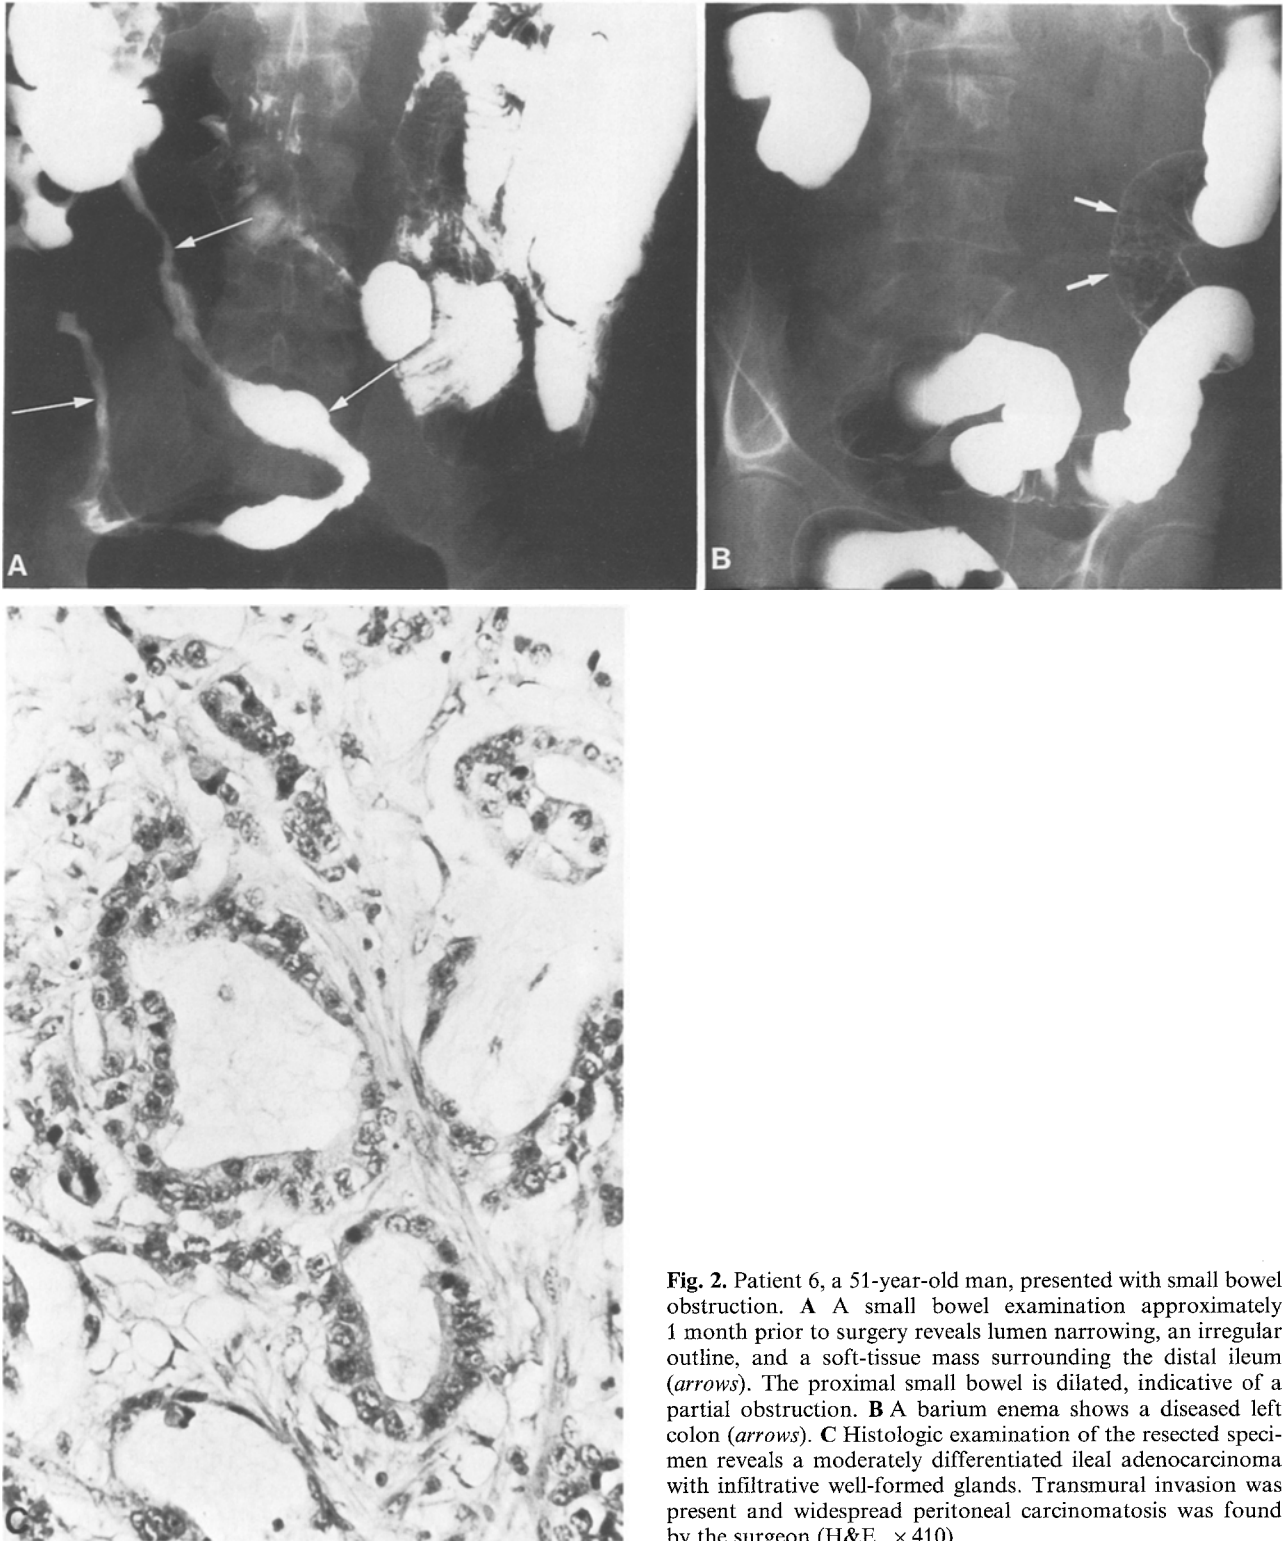 A
B
C
Fig. 2. Patient 6, a 51-year-old man, presented with small bowel
obstruction. A A small bowel examination approximately
1 month prior to surgery reveals lumen narrowing, an irregular
outline, and a soft-tissue mass surrounding the distal ileum
(arrows). The proximal small bowel is dilated, indicative of a
partial obstruction. B A barium enema shows a diseased left
colon (arrows). C Histologic examination of the resected speci-
men reveals a moderately differentiated ileal adenocarcinoma
with infiltrative well-formed glands. Transmural invasion was
present and widespread peritoneal carcinomatosis was found
by the surgeon (H&E, ×410)